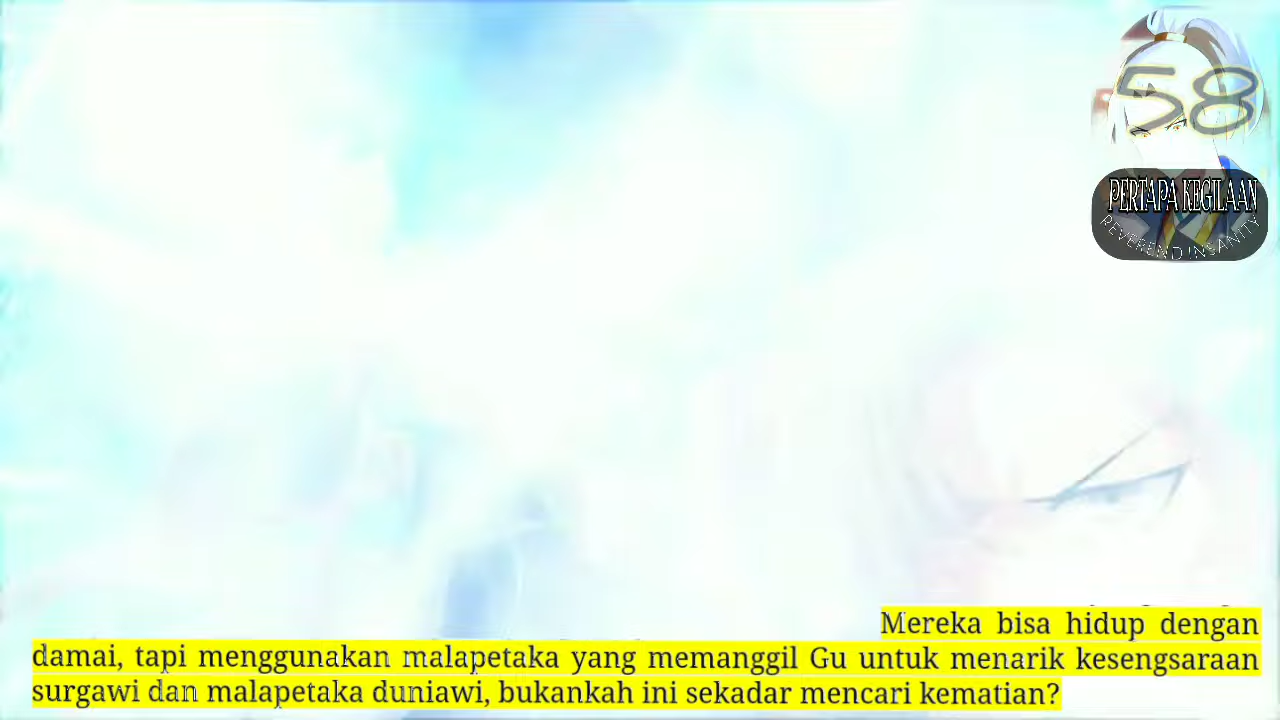 58
PERTAPA KEGILAAN
REVEREND INSANITY
Mereka bisa hidup dengan
damai, tapi menggunakan malapetaka yang memanggil Gu untuk menarik kesengsaraan
surgawi dan malapetaka duniawi, bukankah ini sekadar mencari kematian?